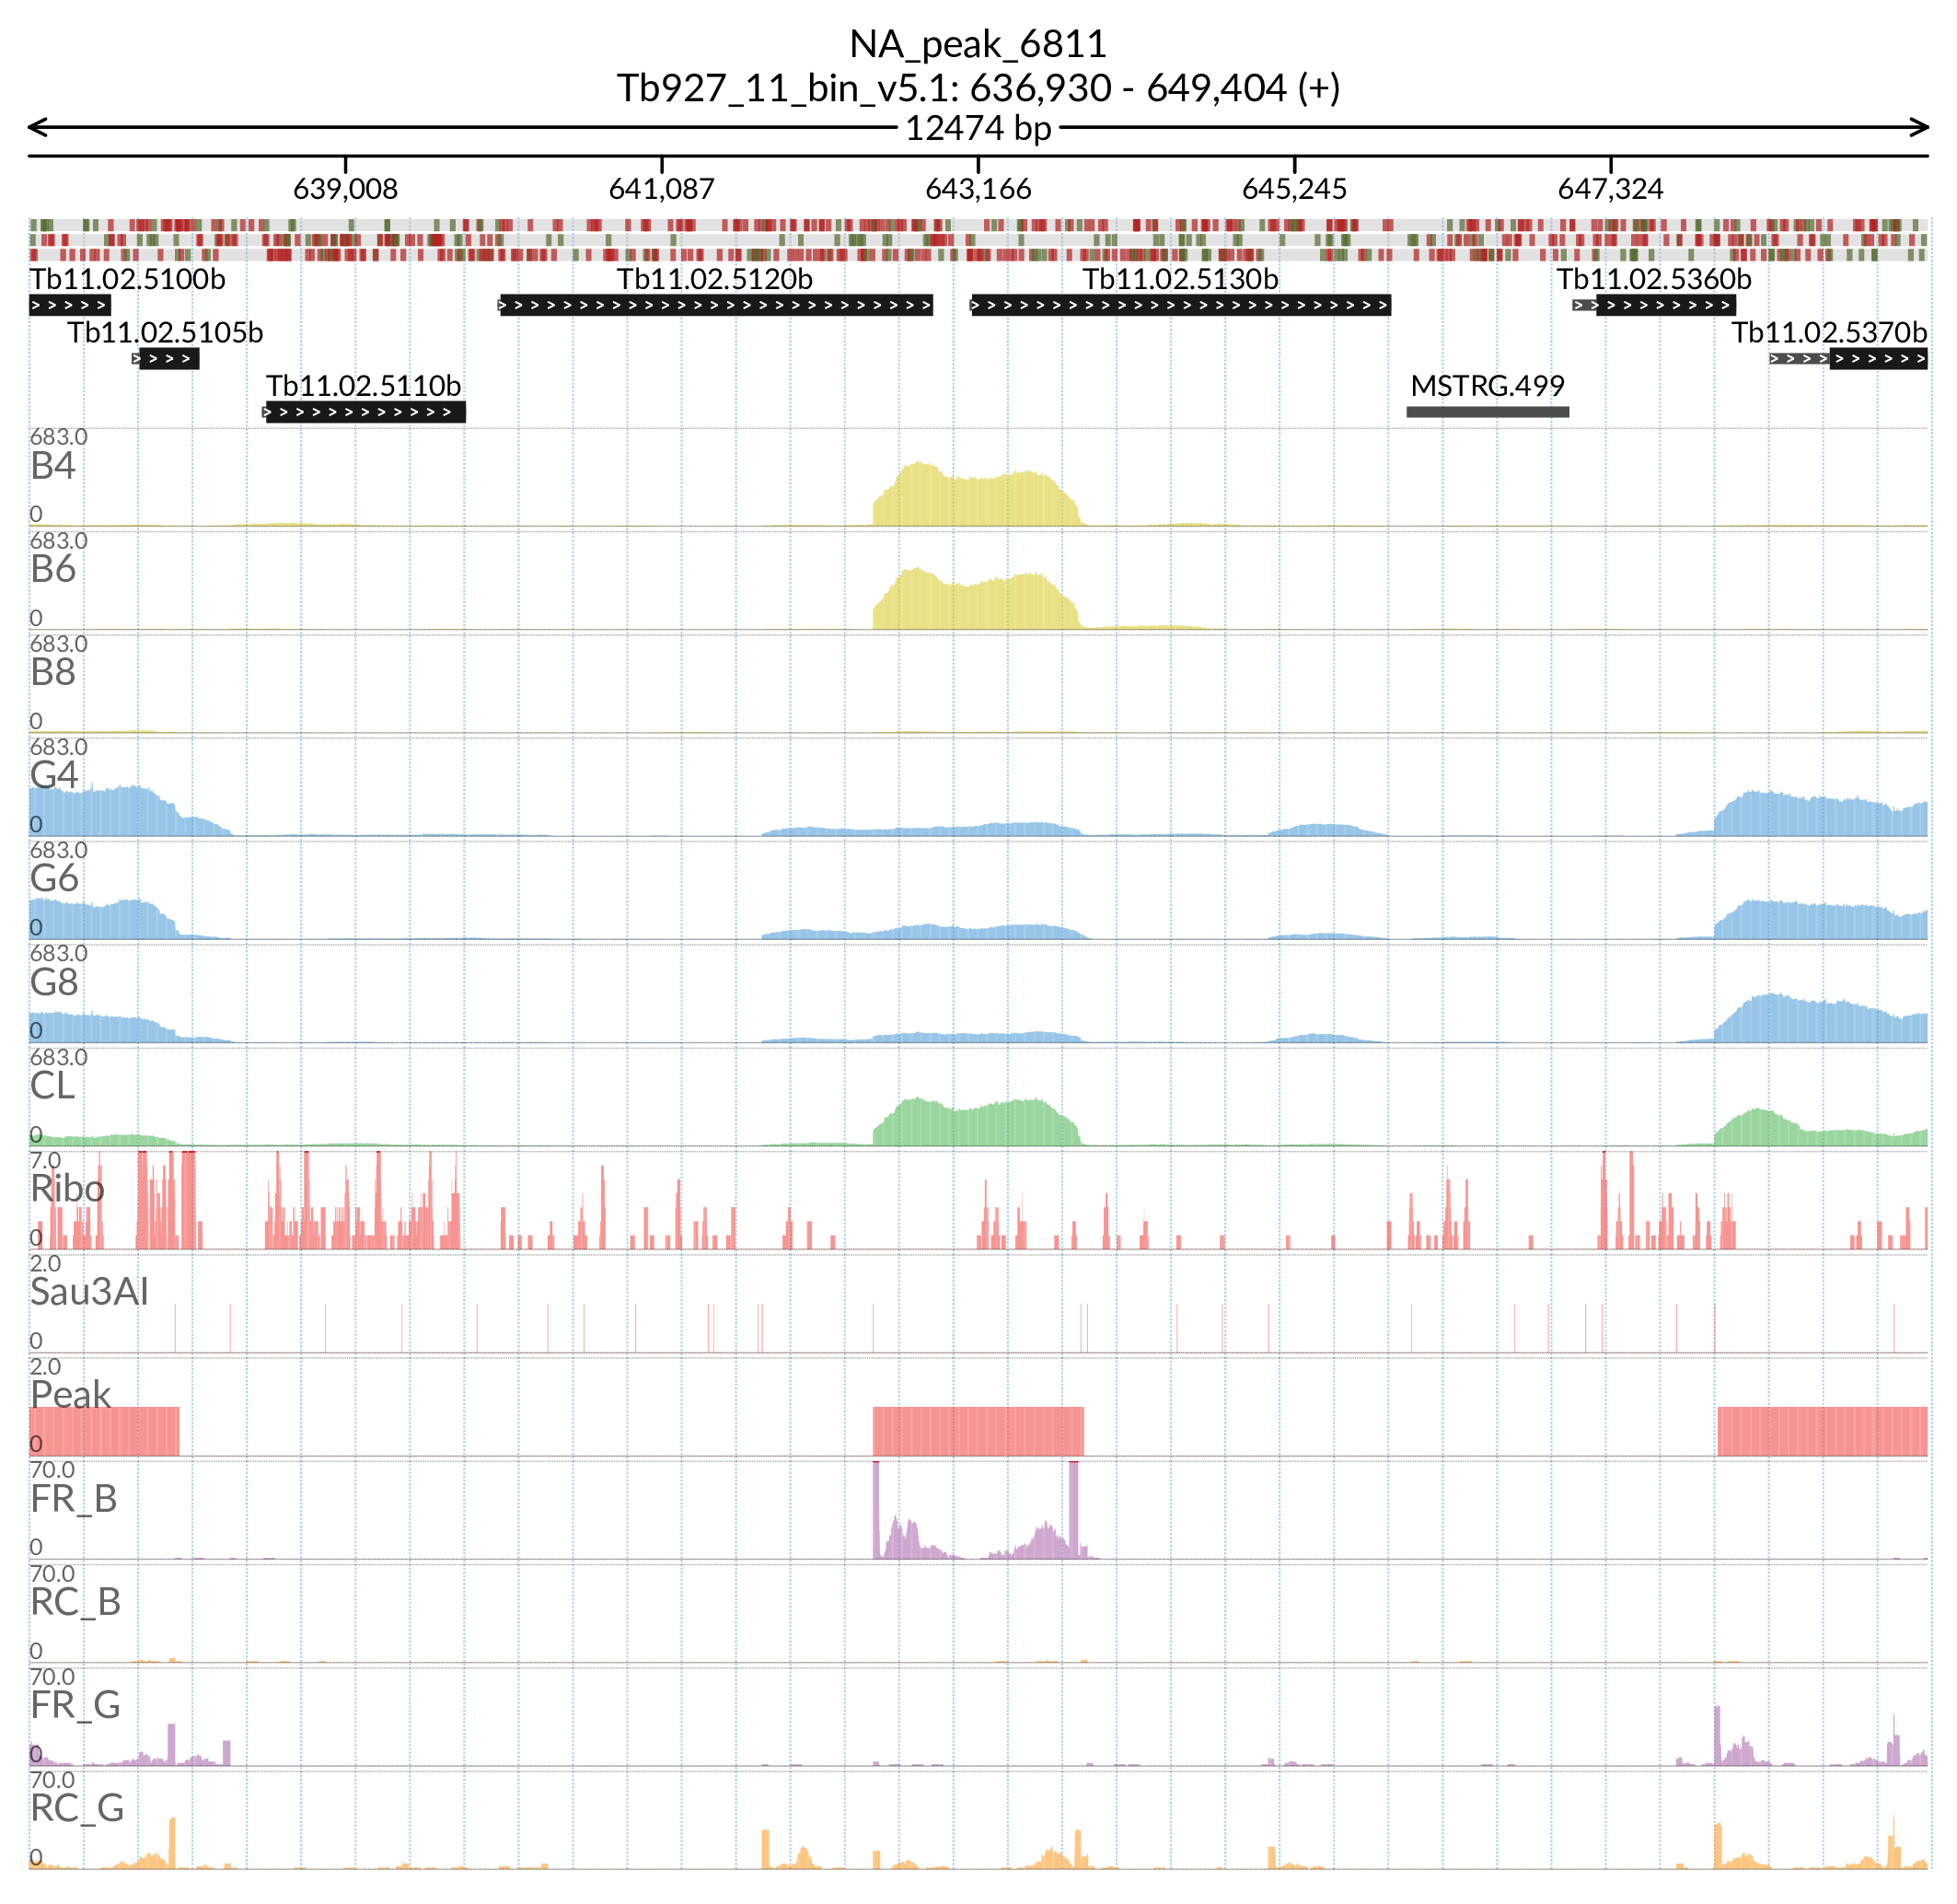 NA_peak_6811
Tb927_11_bin_v5.1: 636,930 - 649,404 (+)
12474 bp
639,008 641,087 643,166 645,245 647,324
Tb11.02.5100b Tb11.02.5120b Tb11.02.5130b Tb11.02.5360b
Tb11.02.5105b Tb11.02.5370b
Tb11.02.5110b MSTRG.499
683.0
B4
0
683.0
B6
0
683.0
B8
0
683.0
G4
0
683.0
G6
0
683.0
G8
0
683.0
CL
0
7.0
Ribo
0
2.0
Sau3AI
0
2.0
Peak
0
70.0
FR_B
0
70.0
RC_B
0
70.0
FR_G
0
70.0
RC_G
0